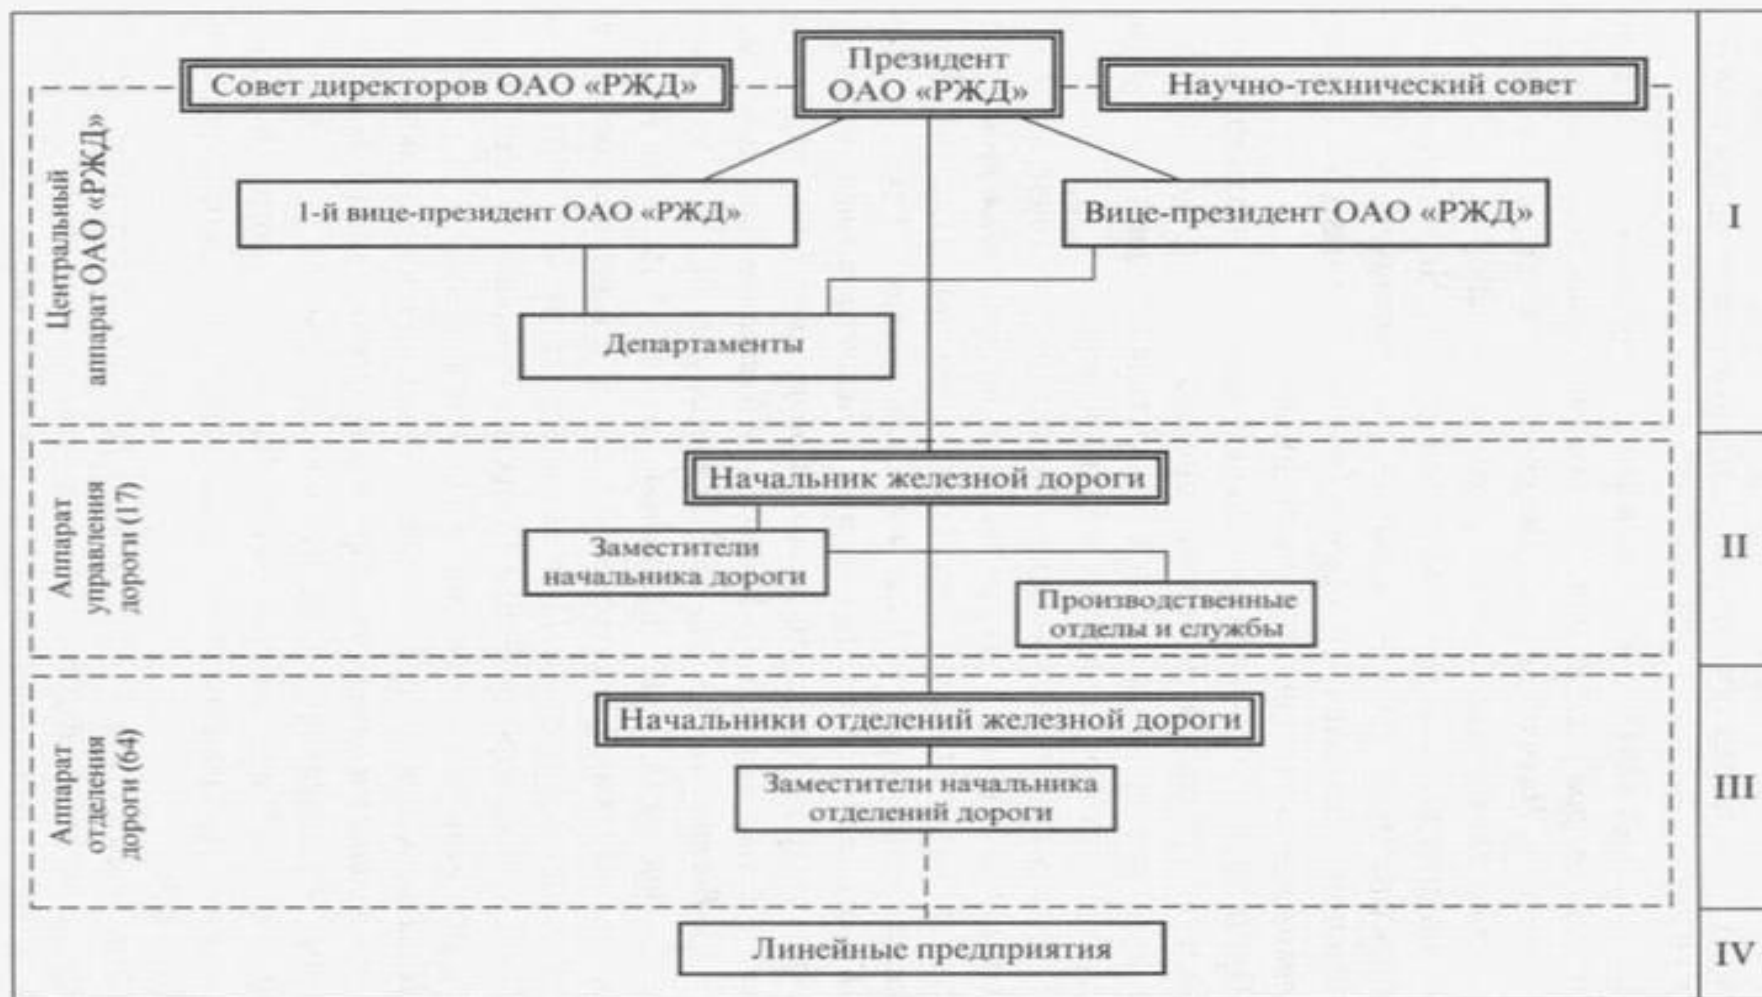 Президент
ОАО «РЖД»
Совет директоров ОАО «РЖД»
Научно-технический совет
Центральный
аппарат ОАО «РЖД»
1-й вице-президент ОАО «РЖД»
Вице-президент ОАО «РЖД»
I
Департаменты
Аппарат
управления
дороги (17)
Начальник железной дороги
Заместители
начальника дороги
II
Производственные
отделы и службы
Аппарат
отделения
дороги (64)
Начальники отделений железной дороги
Заместители начальника
отделений дороги
III
Линейные предприятия
IV